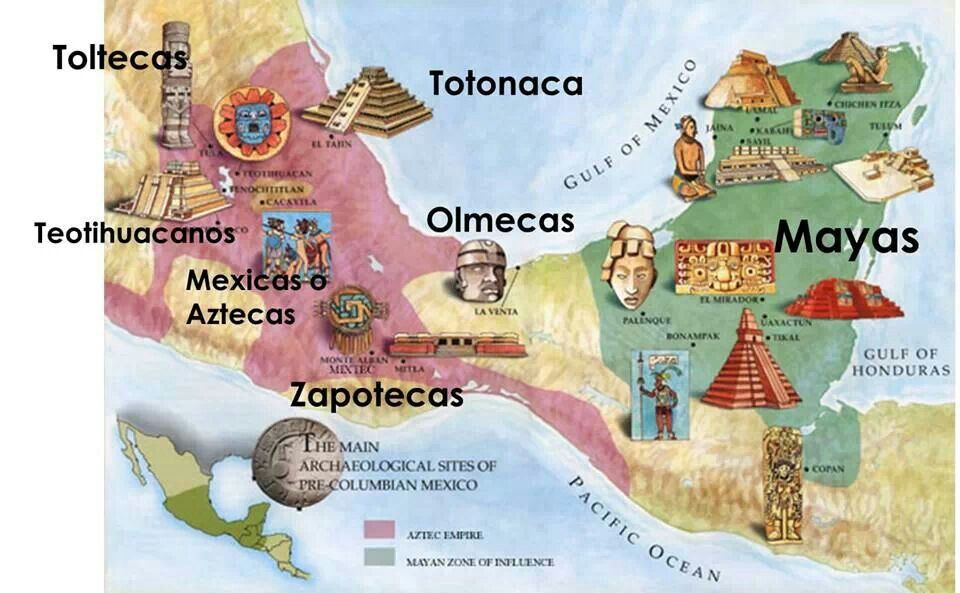 Toltecas
Totonaca
GULF OF MEXICO
CHICHEN ITZA
UXMAL
JAINA
KABAH
SAYIL
TULUM
TULA
EL TAJIN
TEOTIHUACAN
TENOCHTITLAN
CACAXTLA
Teotihuacanos
Olmecas
Mayas
Mexicas o
Aztecas
LA VENTA
EL MIRADOR
PALENQUE
UAXACTUN
BONAMPAK
TIKAL
GULF OF
HONDURAS
MONTE ALBAN
MIXTEC
MITLA
Zapotecas
THE MAIN
ARCHAEOLOGICAL SITES OF
PRE-COLUMBIAN MEXICO
COPAN
PACIFIC OCEAN
AZTEC EMPIRE
MAYAN ZONE OF INFLUENCE